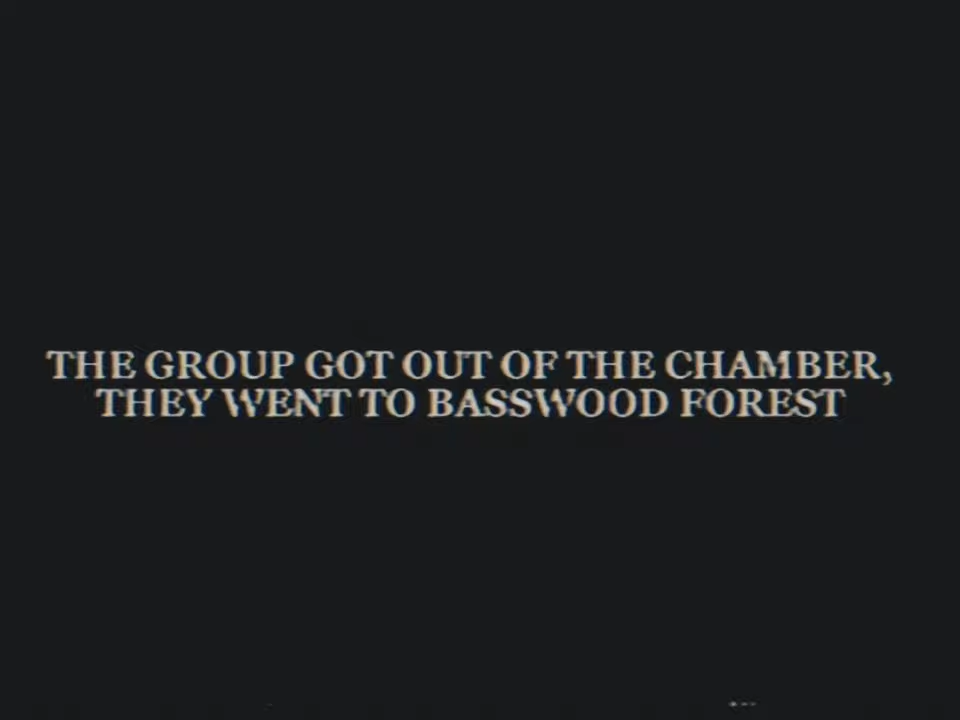 THE GROUP GOT OUT OF THE CHAMBER,
THEY WENT TO BASSWOOD FOREST